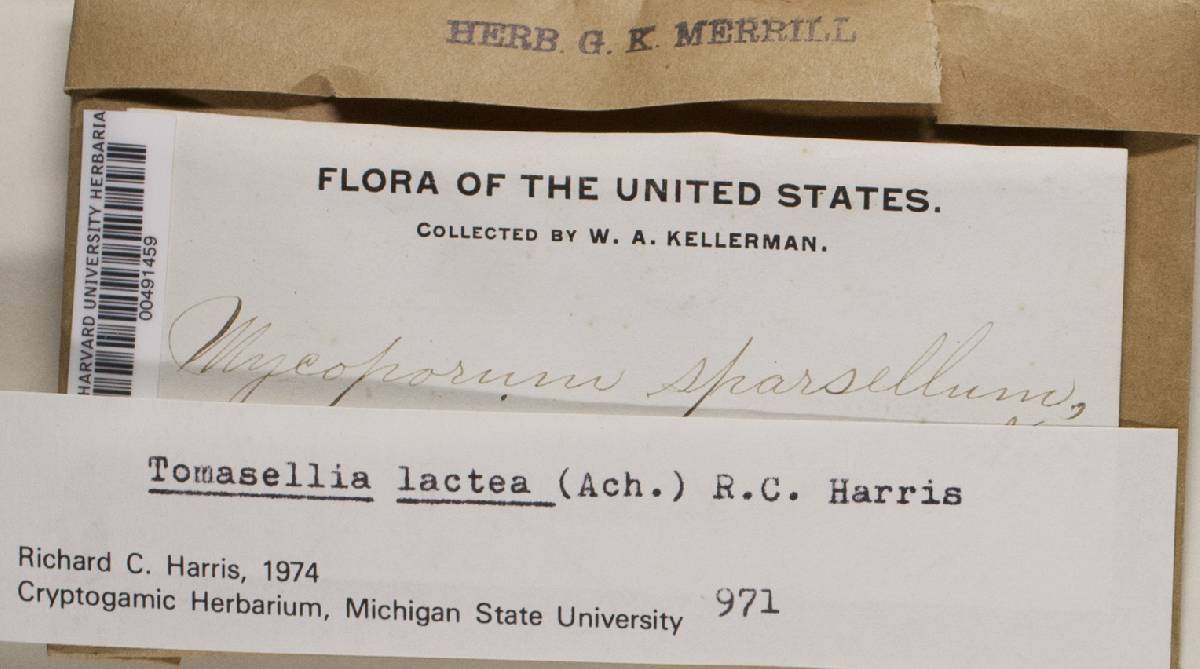 HERB. G. K. MERRILL
HARVARD UNIVERSITY HERBARIA
00491459
FLORA OF THE UNITED STATES.
COLLECTED BY W. A. KELLERMAN.
Mycoporum sparsellum,
Tomasellia lactea (Ach.) R.C. Harris
Richard C. Harris, 1974
Cryptogamic Herbarium, Michigan State University
971